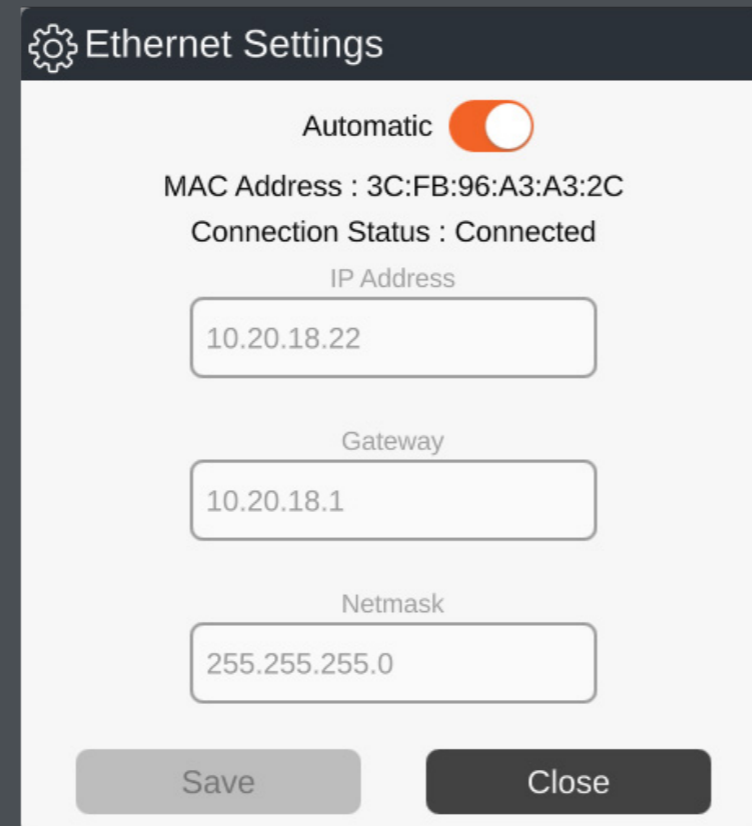 Ethernet Settings
Automatic
MAC Address : 3C:FB:96:A3:A3:2C
Connection Status : Connected
IP Address
10.20.18.22
Gateway
10.20.18.1
Netmask
255.255.255.0
Save Close